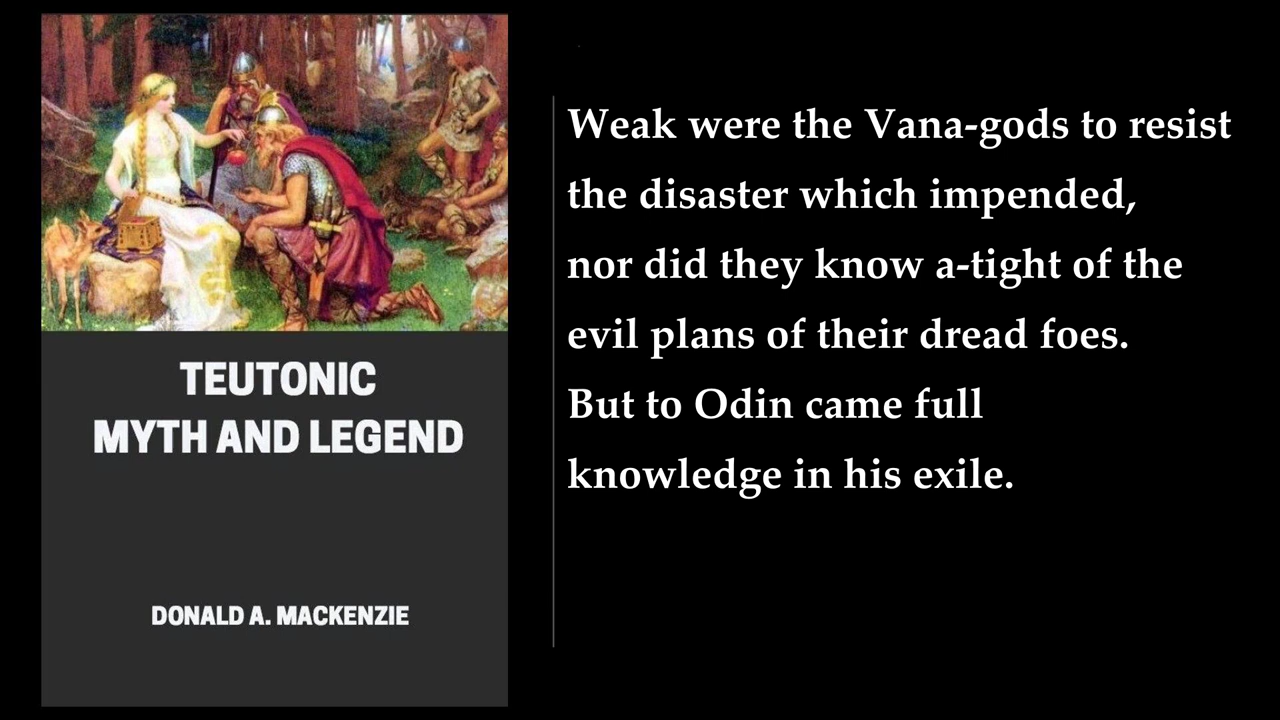 TEUTONIC
MYTH AND LEGEND
DONALD A. MACKENZIE
Weak were the Vana-gods to resist
the disaster which impended,
nor did they know a-tight of the
evil plans of their dread foes.
But to Odin came full
knowledge in his exile.